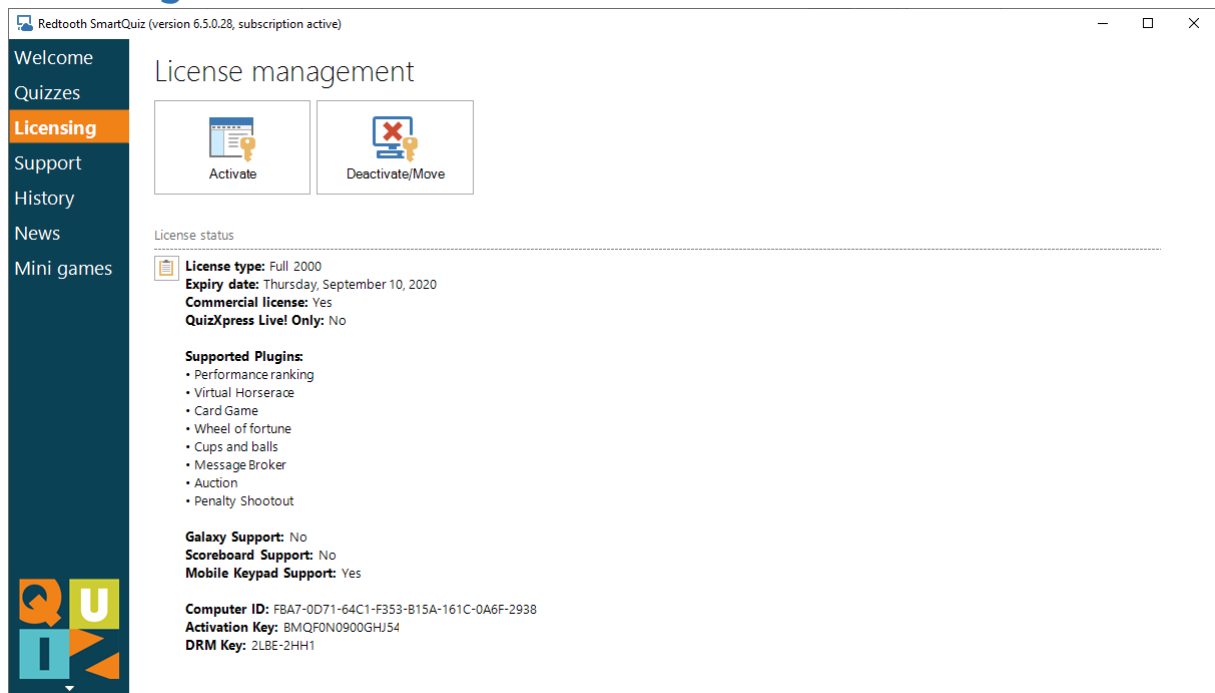 Redtooth SmartQuiz (version 6.5.0.28, subscription active)
Welcome
Quizzes
Licensing
Support
History
News
Mini games
License management
Activate
Deactivate/Move
License status
License type: Full 2000
Expiry date: Thursday, September 10, 2020
Commercial license: Yes
QuizXpress Live! Only: No
Supported Plugins:
• Performance ranking
• Virtual Horserace
• Card Game
• Wheel of fortune
• Cups and balls
• Message Broker
• Auction
• Penalty Shootout
Galaxy Support: No
Scoreboard Support: No
Mobile Keypad Support: Yes
Computer ID: FBA7-0D71-64C1-F353-B15A-161C-0A6F-2938
Activation Key: BMQF0N0900GHJ54
DRM Key: 2LBE-2HH1
QUIZ